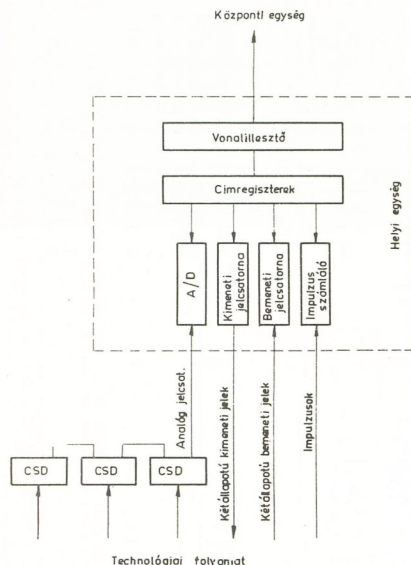 Központi egység
Vonalillesztő
Címregiszterek
Helyi egység
A/D
Kimeneti
jelcsatorna
Bemeneti
jelcsatorna
Impulzus
számláló
Analóg jelcsat.
Kétállapotú kimeneti jelek
Kétállapotú bemeneti jelek
Impulzusok
CSD
CSD
CSD
Technológiai folyamat